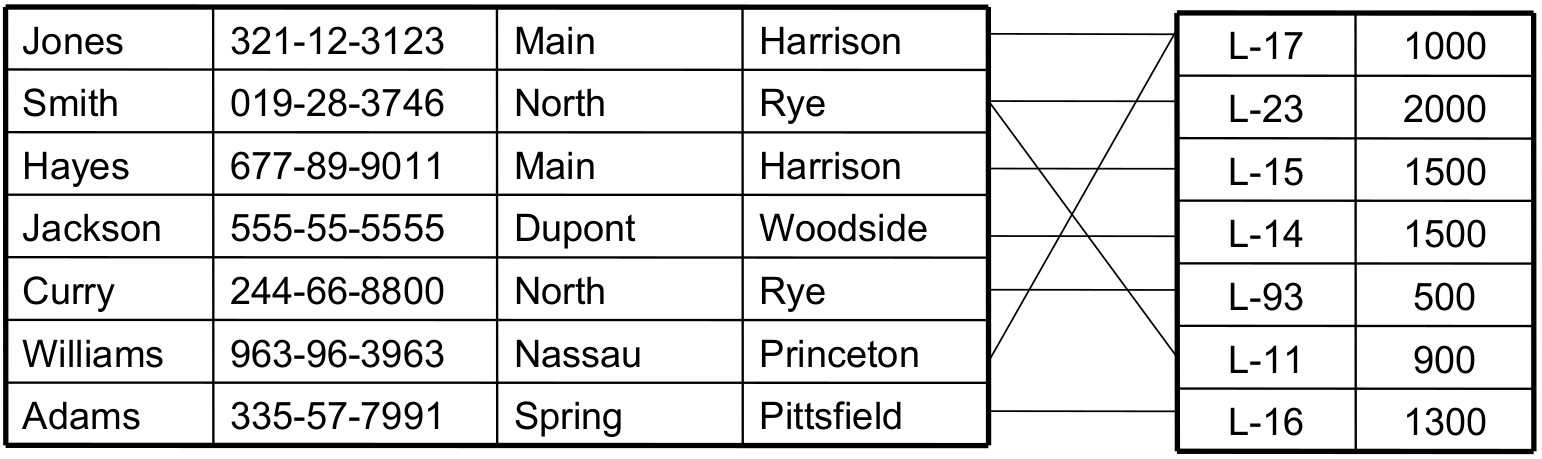 Jones 321-12-3123 Main Harrison L-17 1000
Smith 019-28-3746 North Rye L-23 2000
Hayes 677-89-9011 Main Harrison L-15 1500
Jackson 555-55-5555 Dupont Woodside L-14 1500
Curry 244-66-8800 North Rye L-93 500
Williams 963-96-3963 Nassau Princeton L-11 900
Adams 335-57-7991 Spring Pittsfield L-16 1300